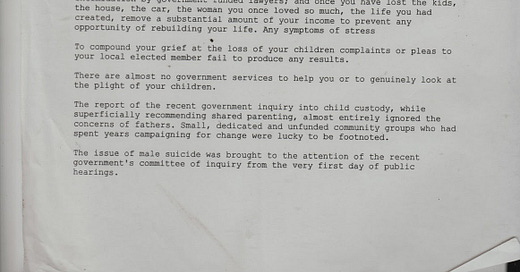 funded lawyers; and once you have lost the kids,
the house, the car, the woman you once loved so much, the life you had
created, remove a substantial amount of your income to prevent any
opportunity of rebuilding your life. Any symptoms of stress
To compound your grief at the loss of your children complaints or pleas to
your local elected member fail to produce any results.
There are almost no government services to help you or to genuinely look at
the plight of your children.
The report of the recent government inquiry into child custody, while
superficially recommending shared parenting, almost entirely ignored the
concerns of fathers. Small, dedicated and unfunded community groups who had
spent years campaigning for change were lucky to be footnoted.
The issue of male suicide was brought to the attention of the recent
government's committee of inquiry from the very first day of public
hearings.